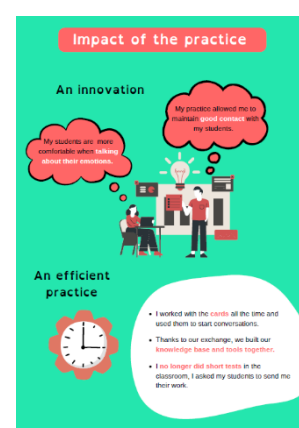 Impact of the practice
An innovation
My practice allowed me to
maintain good contact with
my students.
My students are more
comfortable when talking
about their emotions.
An efficient
practice
• I worked with the cards all the time and
used them to start conversations.
• Thanks to our exchange, we built our
knowledge base and tools together.
• I no longer did short tests in the
classroom, I asked my students to send me
their work.